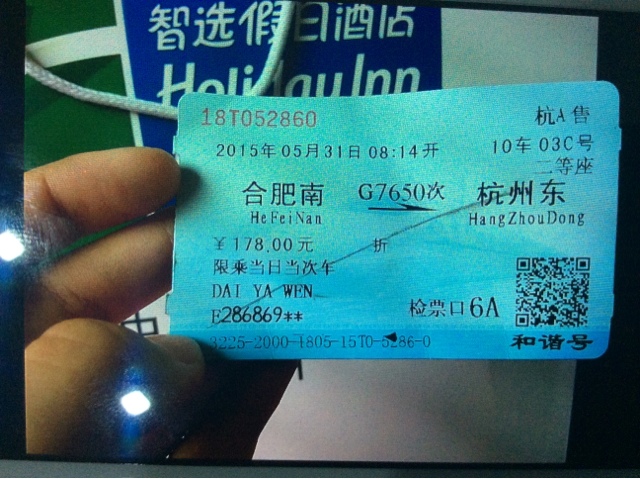 智选假日酒店
Holiday Inn
18T052860
杭A售
2015年05月31日08:14开
10车03C号
二等座
合肥南 G7650次 杭州东
HeFeiNan HangZhouDong
￥178.00元 折
限乘当日当次车
DAI YA WEN
E286869**
检票口6A
3225-2000-1805-15T0-5286-0
和谐号